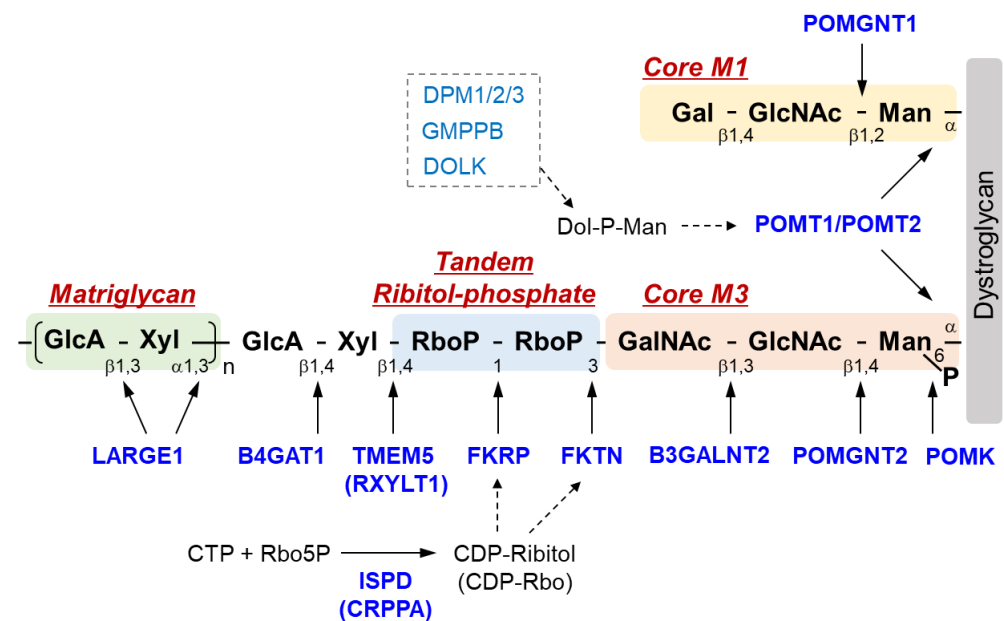 POMGNT1
Core M1
DPM1/2/3
GMPPB
DOLK
Gal - GlcNAc - Man
β1,4 β1,2 α
Dol-P-Man
POMT1/POMT2
Dystroglycan
Matriglycan
Tandem
Ribitol-phosphate
Core M3
[GlcA - Xyl]n GlcA - Xyl - RboP - RboP - GalNAc - GlcNAc - Man α
β1,3 α1,3 β1,4 β1,4 1 3 β1,3 β1,4 6
P
LARGE1 B4GAT1 TMEM5 FKRP FKTN B3GALNT2 POMGNT2 POMK
(RXYLT1)
CTP + Rbo5P CDP-Ribitol
(CDP-Rbo)
ISPD
(CRPPA)